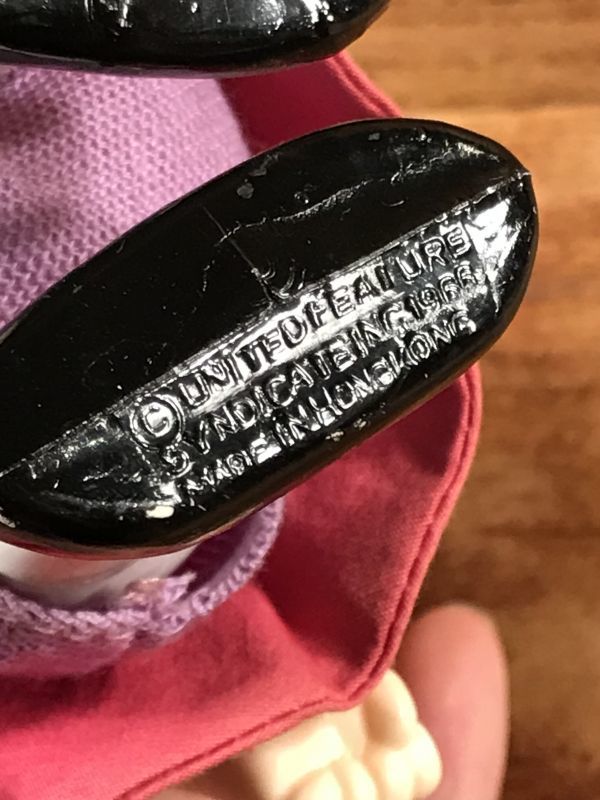 © UNITED FEATURE
SYNDICATE INC. 1966
MADE IN HONG KONG